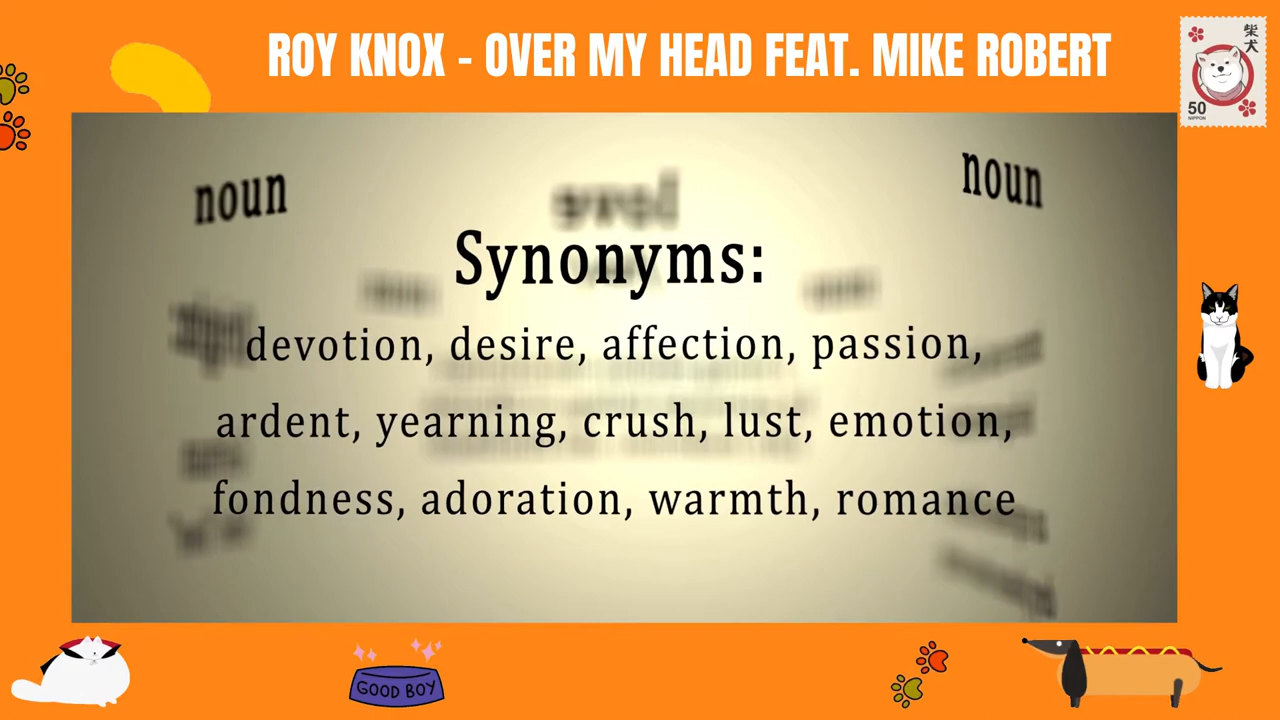 ROY KNOX - OVER MY HEAD FEAT. MIKE ROBERT
柴犬
50
NIPPON
noun
noun
love
Synonyms:
devotion, desire, affection, passion,
ardent, yearning, crush, lust, emotion,
fondness, adoration, warmth, romance
GOOD BOY